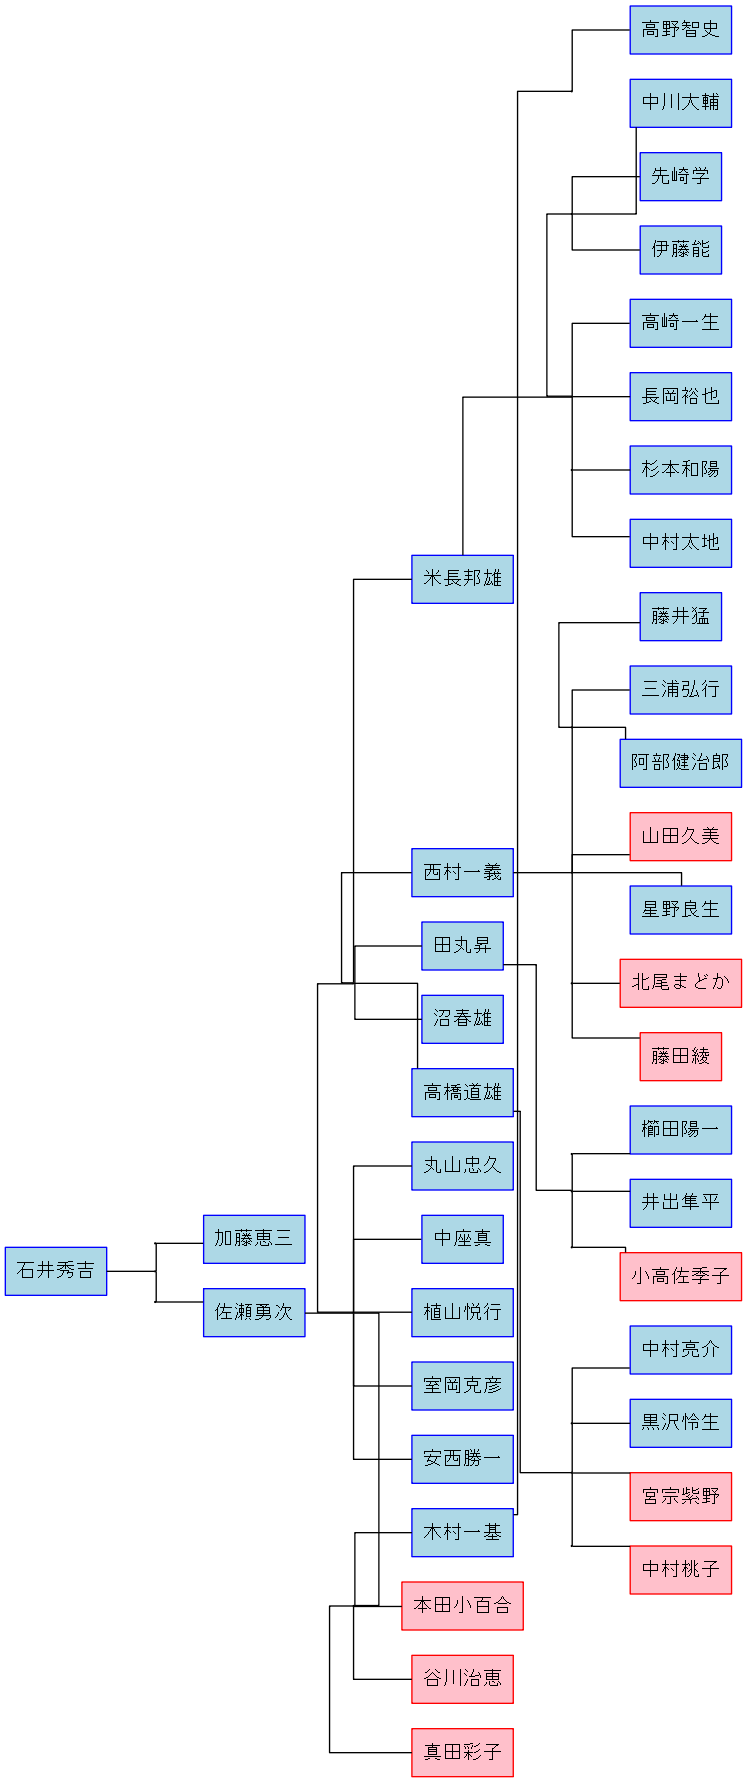 高野智史
中川大輔
先崎学
伊藤能
高崎一生
長岡裕也
杉本和陽
中村太地
米長邦雄
藤井猛
三浦弘行
阿部健治郎
山田久美
西村一義
星野良生
田丸昇
北尾まどか
沼春雄
藤田綾
高橋道雄
櫛田陽一
丸山忠久
井出隼平
加藤恵三
中座真
石井秀吉
小高佐季子
佐瀬勇次
植山悦行
中村亮介
室岡克彦
黒沢怜生
安西勝一
宮宗紫野
木村一基
中村桃子
本田小百合
谷川治恵
真田彩子